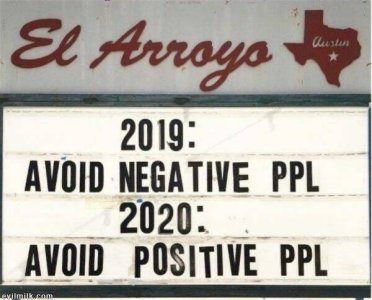 El Arroyo
Austin
2019:
AVOID NEGATIVE PPL
2020:
AVOID POSITIVE PPL
evilmilk.com